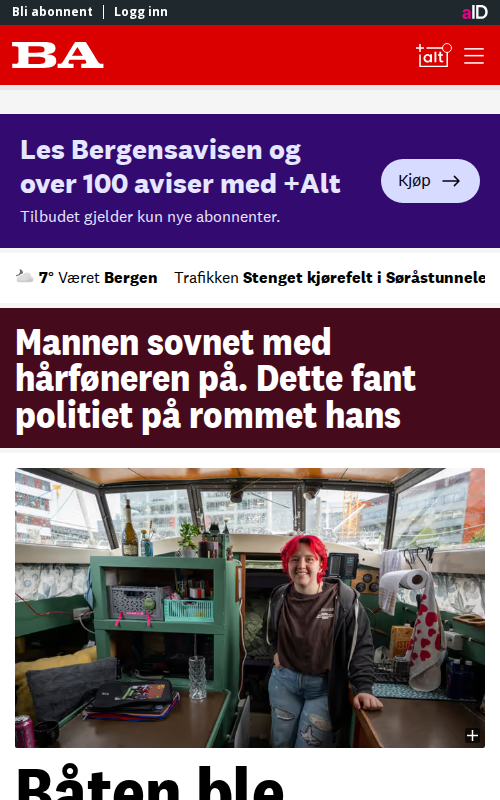 Bli abonnent | Logg inn
aID
BA
+alt
Les Bergensavisen og
over 100 aviser med +Alt
Kjøp
Tilbudet gjelder kun nye abonnenter.
7° Været Bergen Trafikken Stenget kjørefelt i Søråstunnele
Mannen sovnet med
hårføneren på. Dette fant
politiet på rommet hans
Båten ble